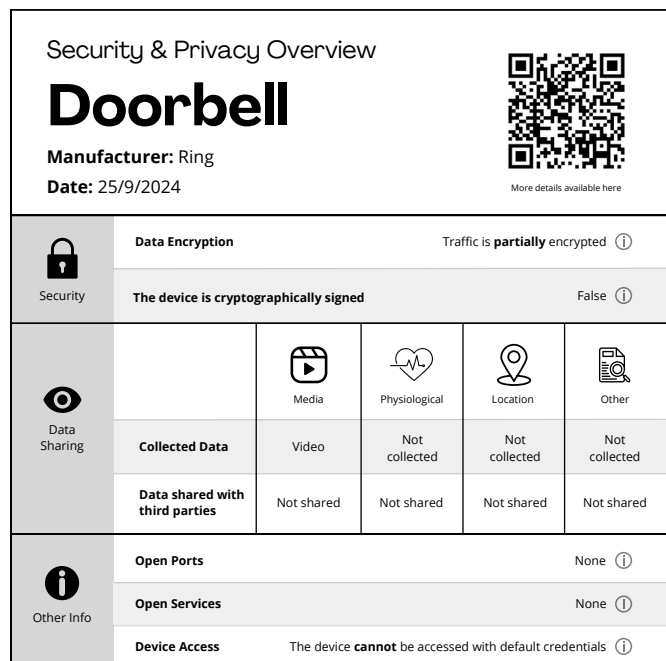 Security & Privacy Overview
Doorbell
Manufacturer: Ring
Date: 25/9/2024
More details available here
Security
Data Encryption
Traffic is partially encrypted
The device is cryptographically signed
False
Data
Sharing
Media
Physiological
Location
Other
Collected Data
Video
Not
collected
Not
collected
Not
collected
Data shared with
third parties
Not shared
Not shared
Not shared
Not shared
Other Info
Open Ports
None
Open Services
None
Device Access
The device cannot be accessed with default credentials